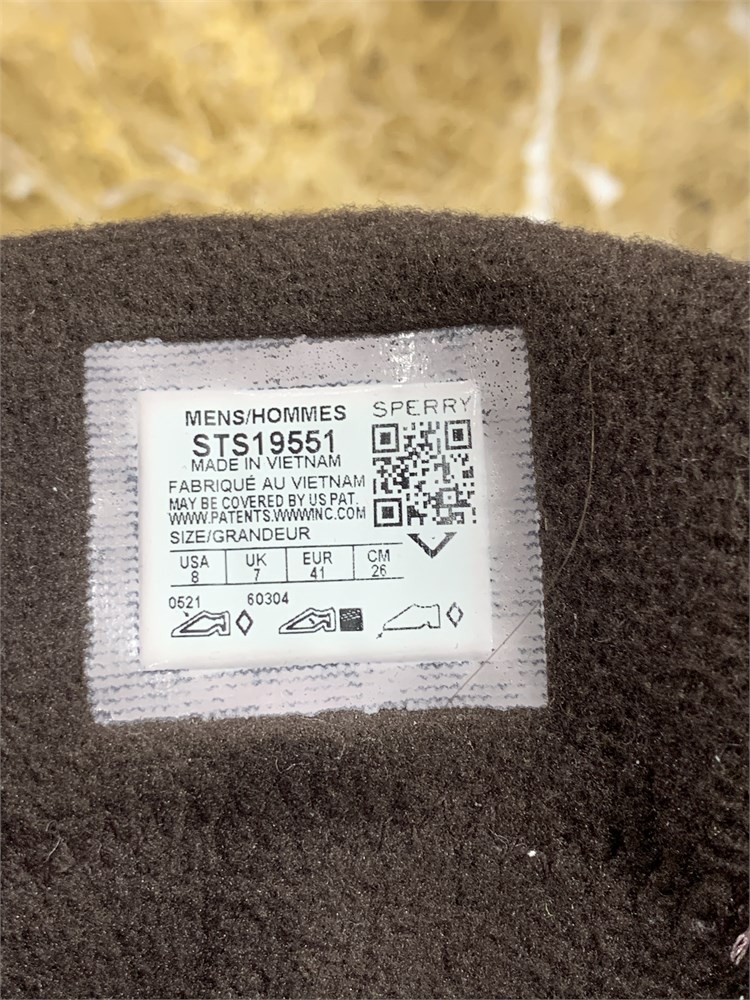 MENS/HOMMES
SPERRY
STS19551
MADE IN VIETNAM
FABRIQUÉ AU VIETNAM
MAY BE COVERED BY US PAT.
WWW.PATENTS.WWWINC.COM
SIZE/GRANDEUR
USA UK EUR CM
8 7 41 26
0521 60304